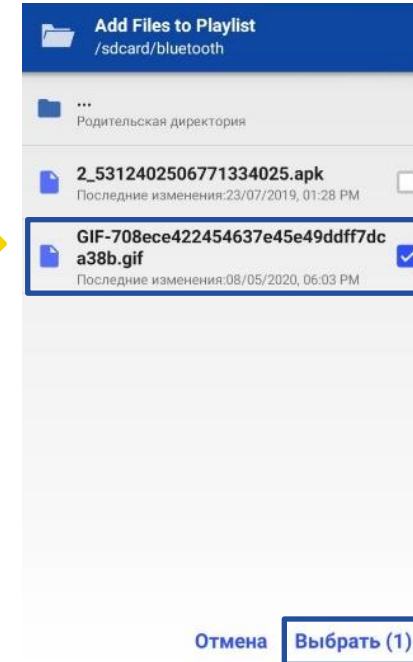 Add Files to Playlist
/sdcard/bluetooth
...
Родительская директория
2_5312402506771334025.apk
Последние изменения:23/07/2019, 01:28 PM
GIF-708ece422454637e45e49ddff7dc
a38b.gif
Последние изменения:08/05/2020, 06:03 PM
Отмена Выбрать (1)